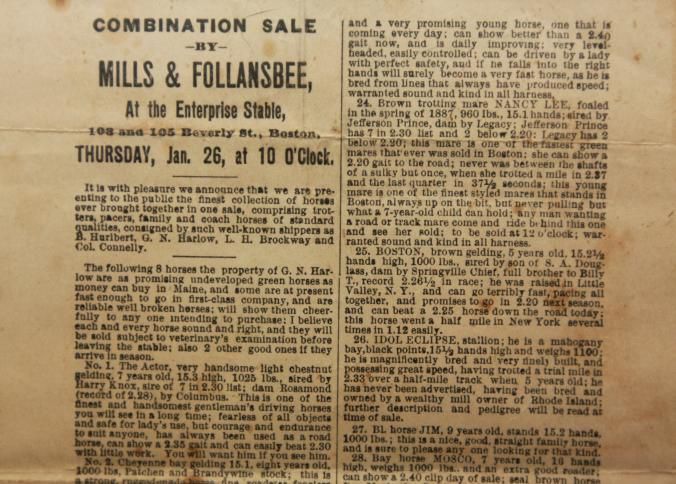 COMBINATION SALE
—BY—
MILLS & FOLLANSBEE,
At the Enterprise Stable,
103 and 105 Beverly St., Boston.
THURSDAY, Jan. 26, at 10 O'Clock.
It is with pleasure we announce that we are pre-
enting to the public the finest collection of horses
ever brought together in one sale, comprising trot-
ters, pacers, family and coach horses of standard
qualities, consigned by such well-known shippers as
B. Hurlbert, G. N. Harlow, L. H. Brockway and
Col. Connelly.
The following 8 horses the property of G. N. Har-
low are as promising undeveloped green horses as
money can buy in Maine, and some are at present
fast enough to go in first-class company, and are
reliable well broken horses; will show them cheer-
fully to any one intending to purchase; I believe
each and every horse sound and right, and they will
be sold subject to veterinary's examination before
leaving the stable; also 2 other good ones if they
arrive in season.
No. 1. The Actor, very handsome light chestnut
gelding, 7 years old, 15.3 high, 1025 lbs., sired by
Harry Knox, sire of 7 in 2.30 list; dam Rosamond
(record of 2.28), by Columbus. This is one of the
finest and handsomest gentleman's driving horses
you will see in a long time; fearless of all objects
and safe for lady's use, but courage and endurance
to suit anyone, has always been used as a road
horse, can show a 2.35 gait and can easily beat 2.30
with little work. You will want him if you see him.
No. 2. Cheyenne bay gelding 15.1, eight years old,
1000 lbs, Patchen and Brandywine stock; this is
and a very promising young horse, one that is
coming every day; can show better than a 2.40
gait now, and is daily improving; very level-
headed, easily controlled; can be driven by a lady
with perfect safety, and if he falls into the right
hands will surely become a very fast horse, as he is
bred from lines that always have produced speed;
warranted sound and kind in all harness.
24. Brown trotting mare NANCY LEE, foaled
in the spring of 1887, 960 lbs., 15.1 hands; sired by
Jefferson Prince, dam by Legacy; Jefferson Prince
has 7 in 2.30 list and 2 below 2.20; Legacy has 2
below 2.20; this mare is one of the fastest green
mares that ever was sold in Boston; she can show a
2.20 gait to the road; never was between the shafts
of a sulky but once, when she trotted a mile in 2.37
and the last quarter in 37½ seconds; this young
mare is one of the finest styled mares that stands in
Boston, always up on the bit, but never pulling but
what a 7-year-old child can hold; any man wanting
a road or track mare come and ride behind this one
and see her sold; to be sold at 12 o'clock; war-
ranted sound and kind in all harness.
25. BOSTON, brown gelding, 5 years old. 15.2½
hands high, 1000 lbs., sired by son of S. A. Doug-
lass, dam by Springville Chief, full brother to Billy
T., record 2.26½ in race; he was raised in Little
Valley, N. Y., and can go terribly fast, pacing all
together, and promises to go in 2.20 next season,
and can beat a 2.25 horse down the road today;
this horse went a half mile in New York several
times in 1.12 easily.
26. IDOL ECLIPSE, stallion; he is a mahogany
bay, black points, 15½ hands high and weighs 1100;
he is magnificently bred and very finely built, and
possessing great speed, having trotted a trial mile in
2.33 over a half-mile track when 5 years old; he
has never been advertised, having been bred and
owned by a wealthy mill owner of Rhode Island;
further description and pedigree will be read at
time of sale.
27. Bl. horse JIM, 9 years old, stands 15.2 hands,
1000 lbs.; this is a nice, good, straight family horse,
and is sure to please any one looking for that kind.
28. Bay horse MOSCO, 7 years old, 16 hands
high, weighs 1000 lbs., and an extra good roader;
can show a 2.40 clip day of sale; seal brown horse